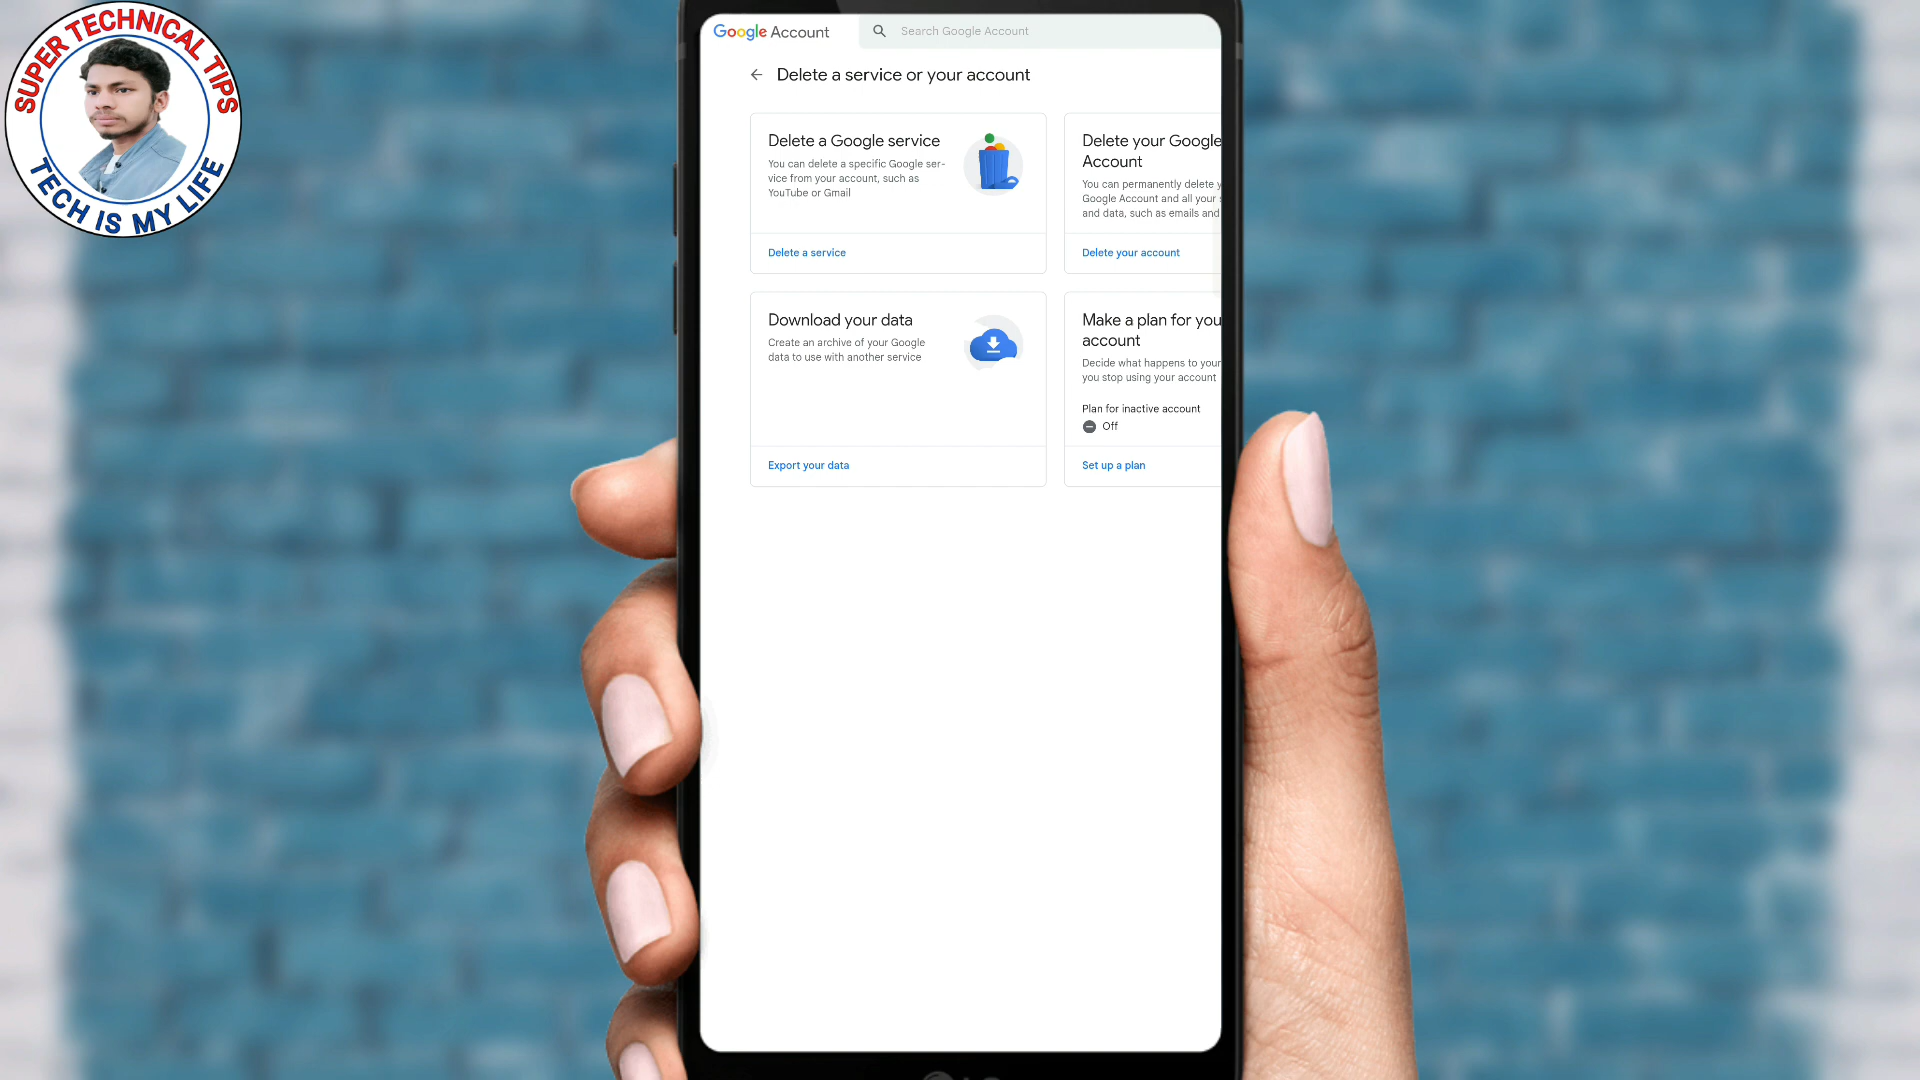 SUPER TECHNICAL TIPS
TECH IS MY LIFE
Google Account
Search Google Account
Delete a service or your account
Delete a Google service
You can delete a specific Google ser-
vice from your account, such as
YouTube or Gmail
Delete a service
Delete your Google
Account
You can permanently delete y
Google Account and all your
and data, such as emails and
Delete your account
Download your data
Create an archive of your Google
data to use with another service
Export your data
Make a plan for you
account
Decide what happens to your
you stop using your account
Plan for inactive account
Off
Set up a plan